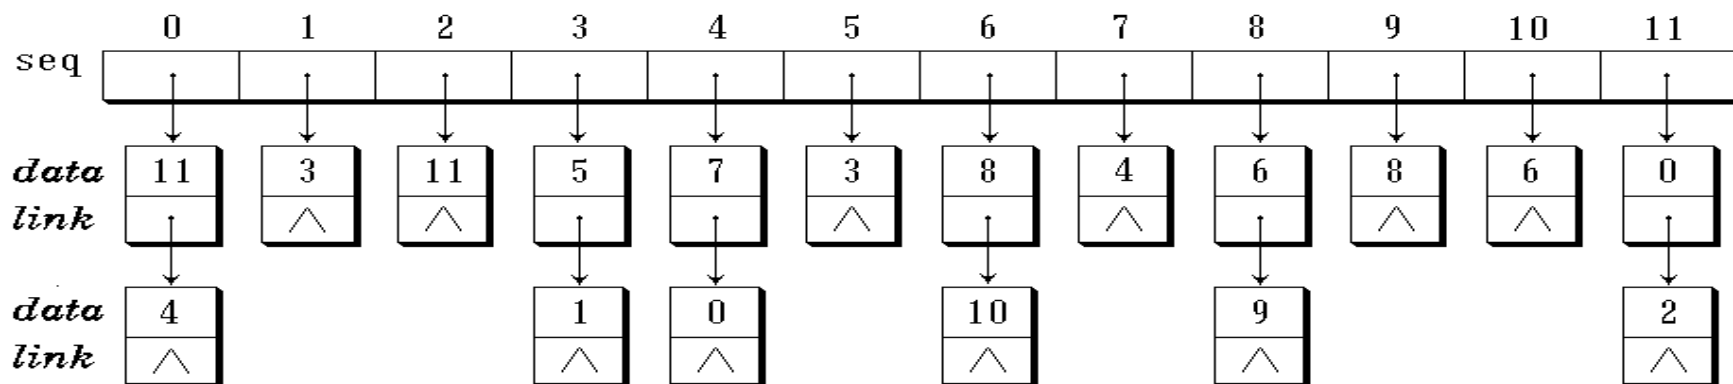 0 1 2 3 4 5 6 7 8 9 10 11
seq
data 11 3 11 5 7 3 8 4 6 8 6 0
link ∧ ∧ ∧ ∧ ∧ ∧
data 4 1 0 10 9 2
link ∧ ∧ ∧ ∧ ∧ ∧